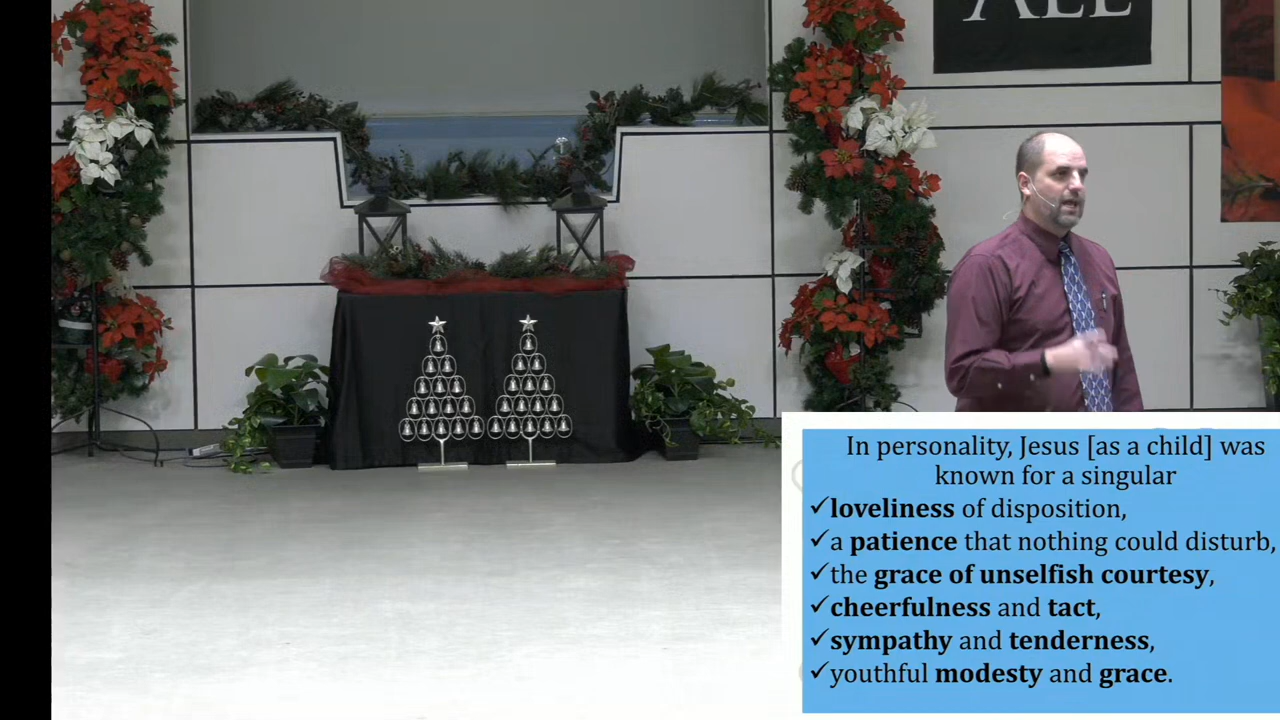 ALL
In personality, Jesus [as a child] was
known for a singular
✓loveliness of disposition,
✓a patience that nothing could disturb,
✓the grace of unselfish courtesy,
✓cheerfulness and tact,
✓sympathy and tenderness,
✓youthful modesty and grace.